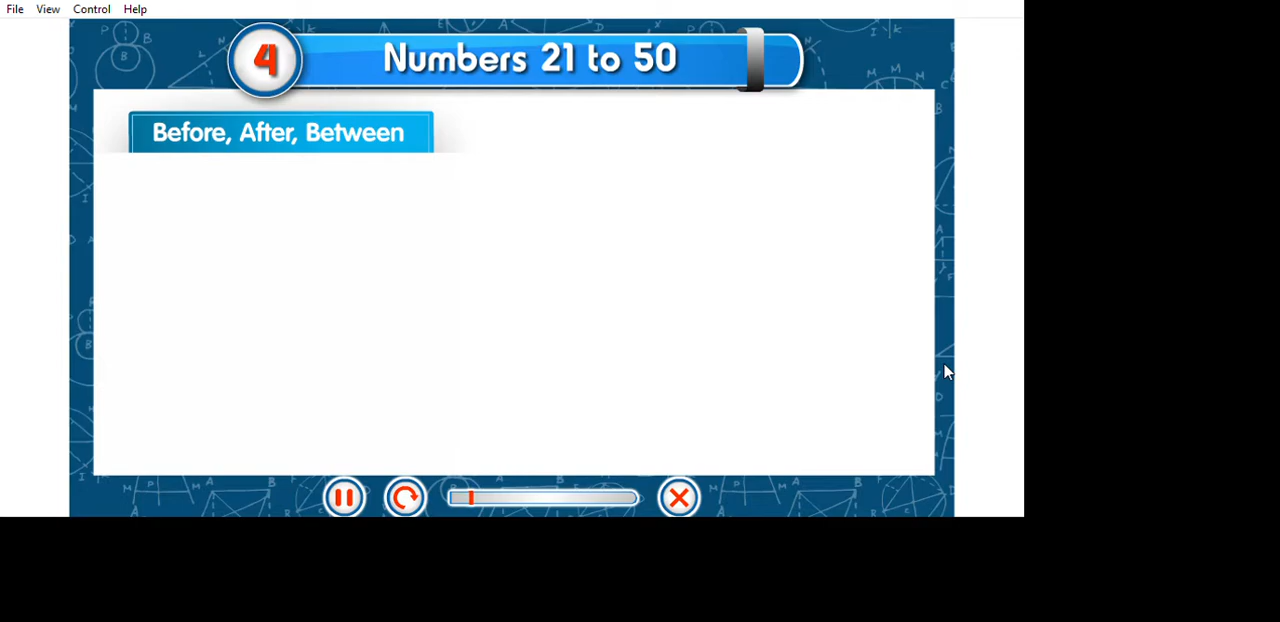 File View Control Help
4 Numbers 21 to 50
Before, After, Between